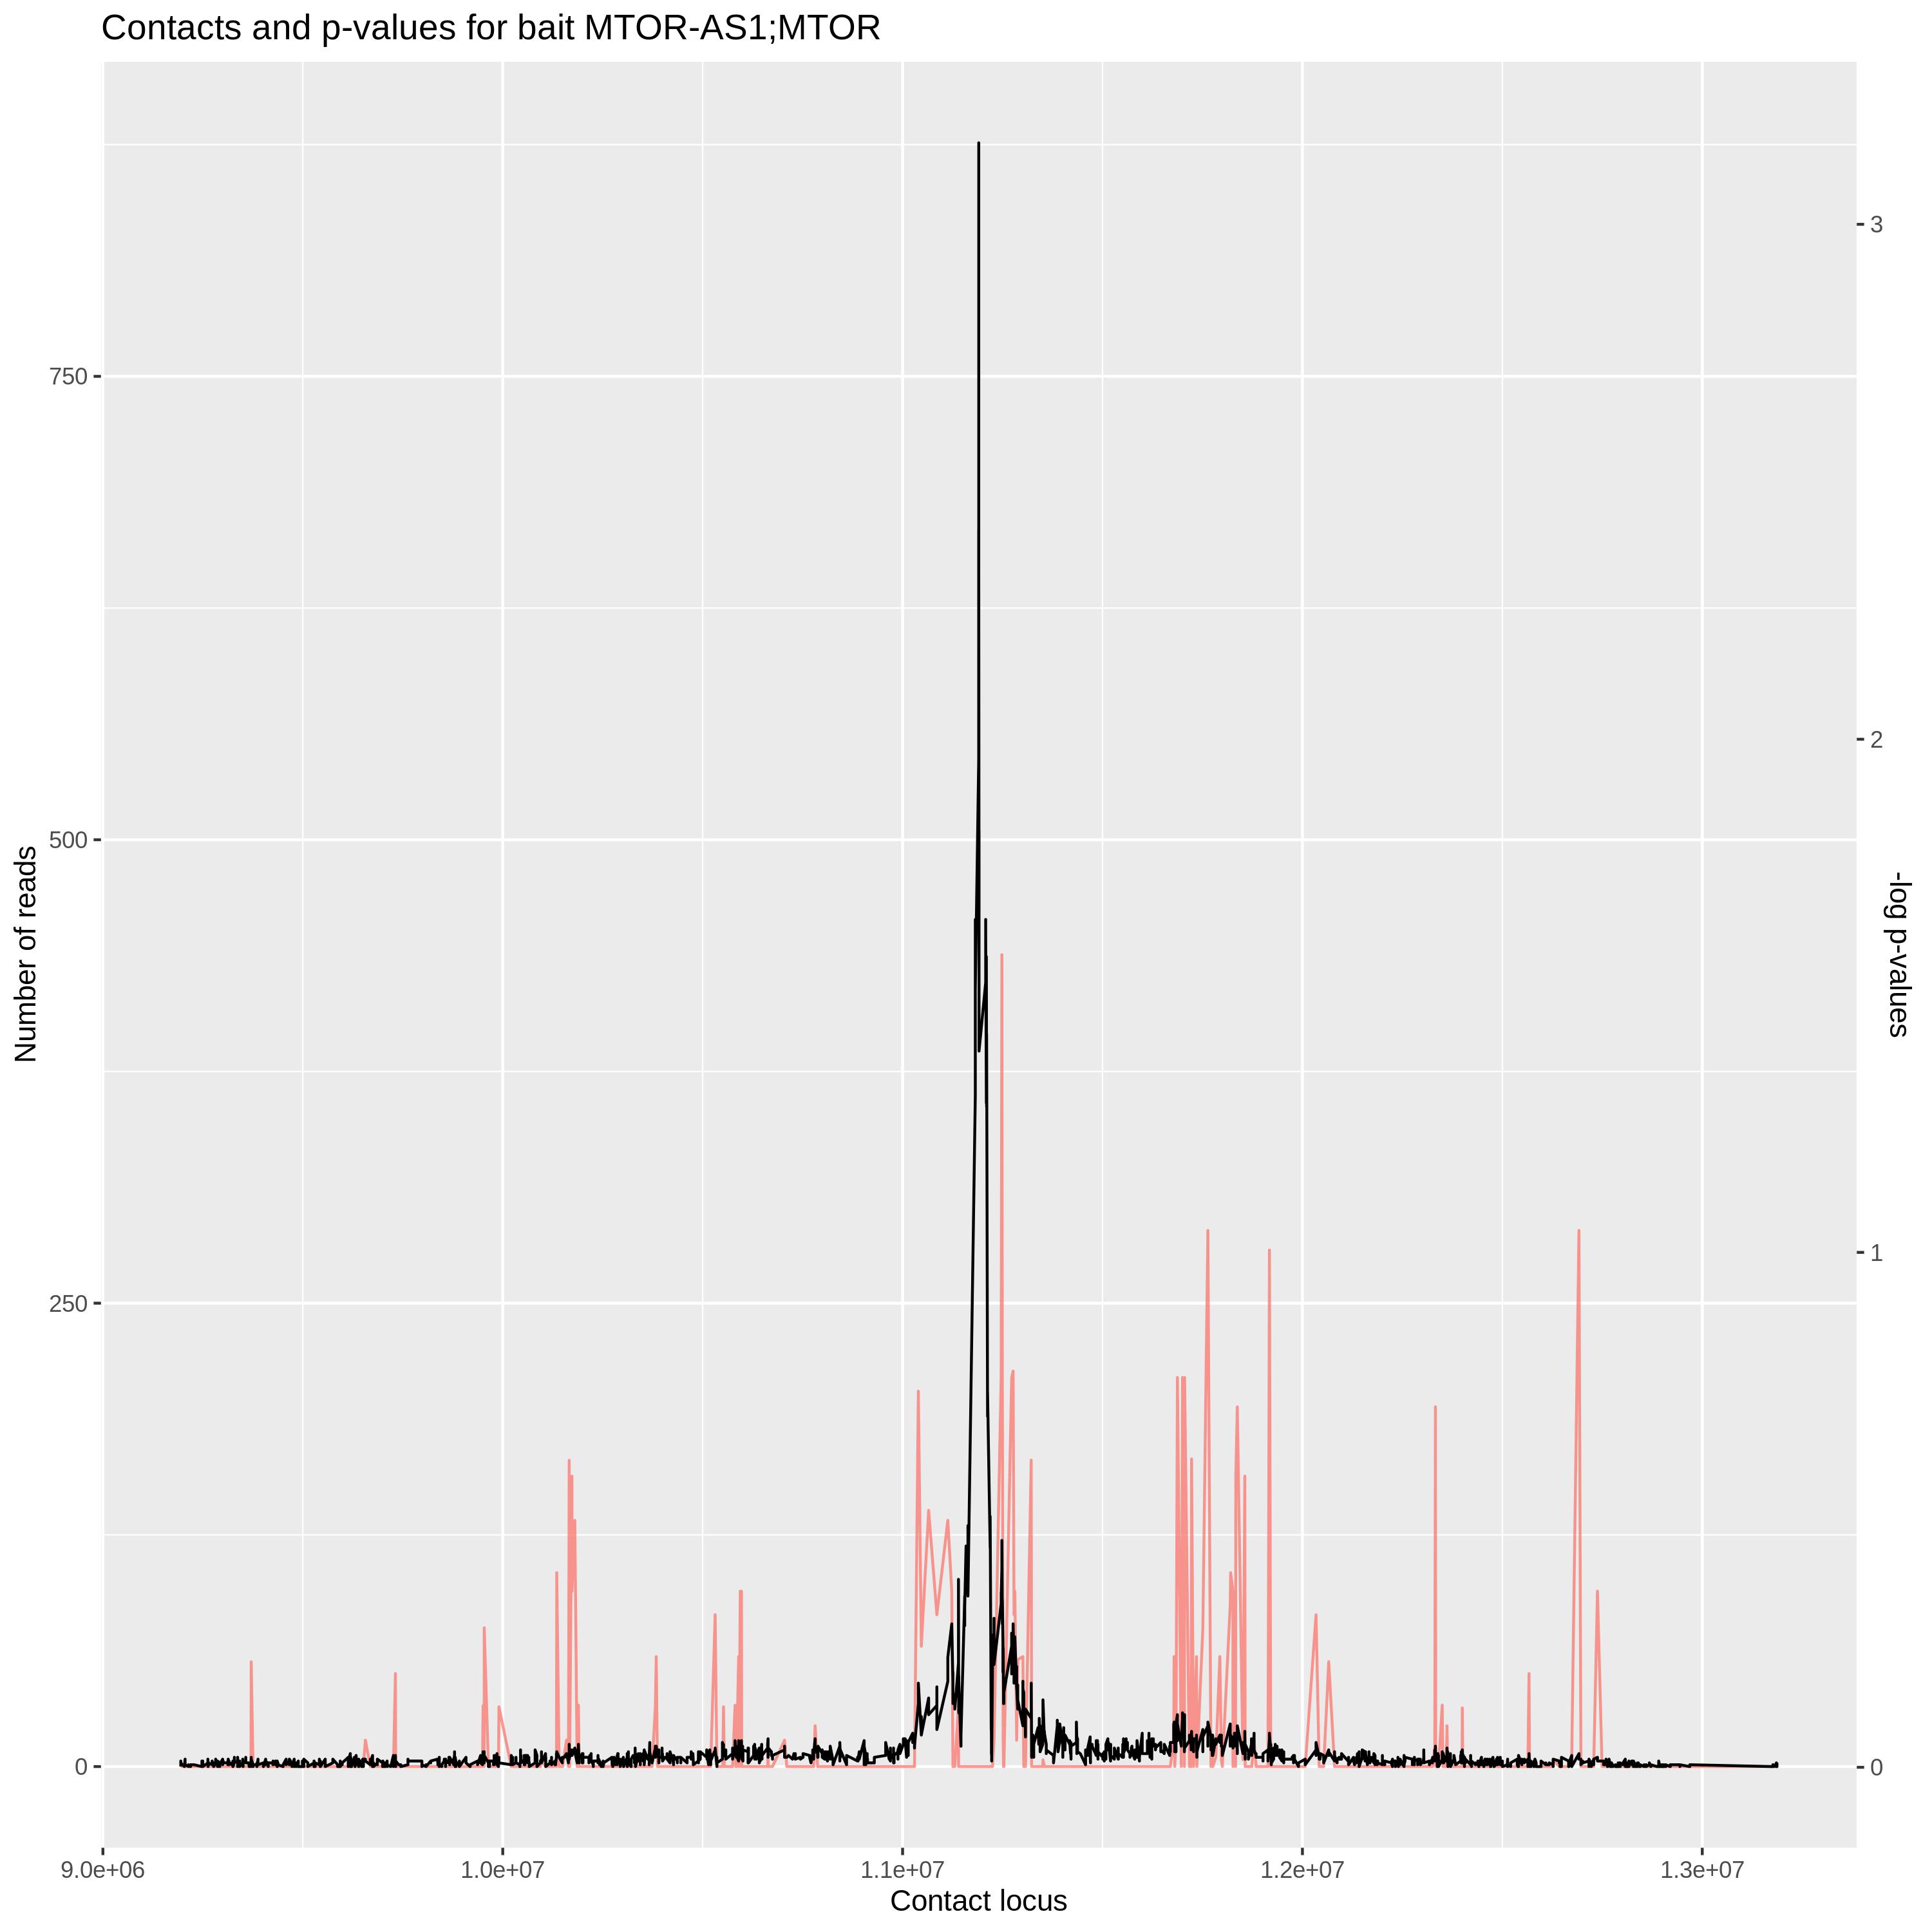 Contacts and p-values for bait MTOR-AS1;MTOR
750
500
250
0
Number of reads
3
2
1
0
-log p-values
9.0e+06
1.0e+07
1.1e+07
1.2e+07
1.3e+07
Contact locus